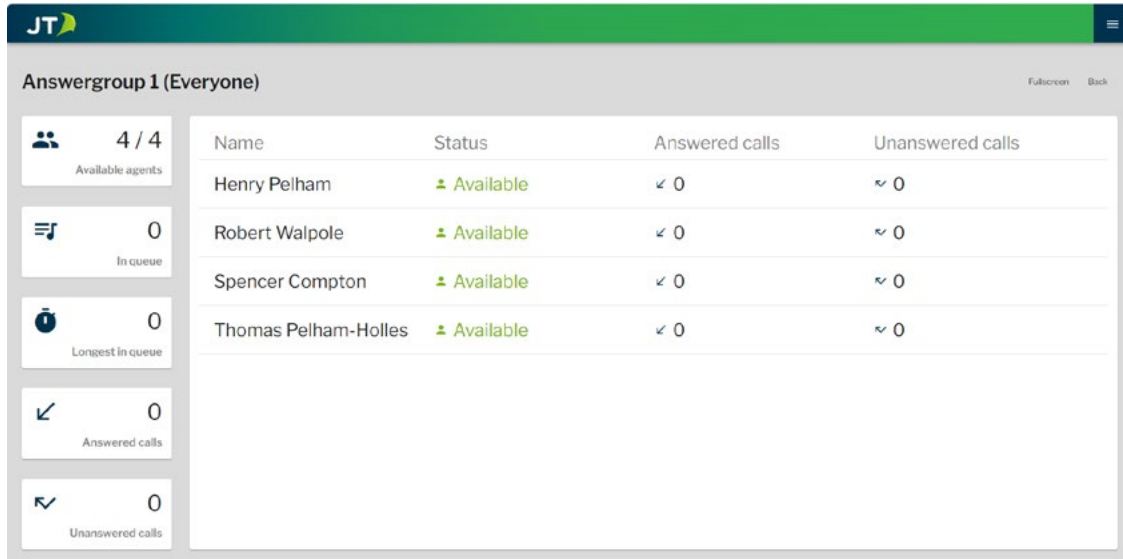 JT
Answergroup 1 (Everyone)
Fullscreen Back
4 / 4
Available agents
0
In queue
0
Longest in queue
0
Answered calls
0
Unanswered calls
Name Status Answered calls Unanswered calls
Henry Pelham Available 0 0
Robert Walpole Available 0 0
Spencer Compton Available 0 0
Thomas Pelham-Holles Available 0 0